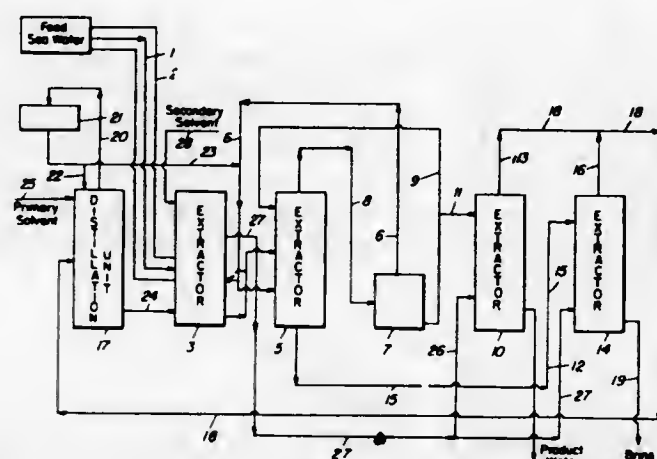 Feed
Sea Water
1
2
21
20
Secondary
Solvent
28
6
23
22
25
Primary
Solvent
DISTILLATION
UNIT
17
24
EXTRACTOR
3
27
EXTRACTOR
5
8
6
7
9
11
EXTRACTOR
10
113
18
18
16
EXTRACTOR
14
15
12
26
15
27
19
18
27
Product
Brine